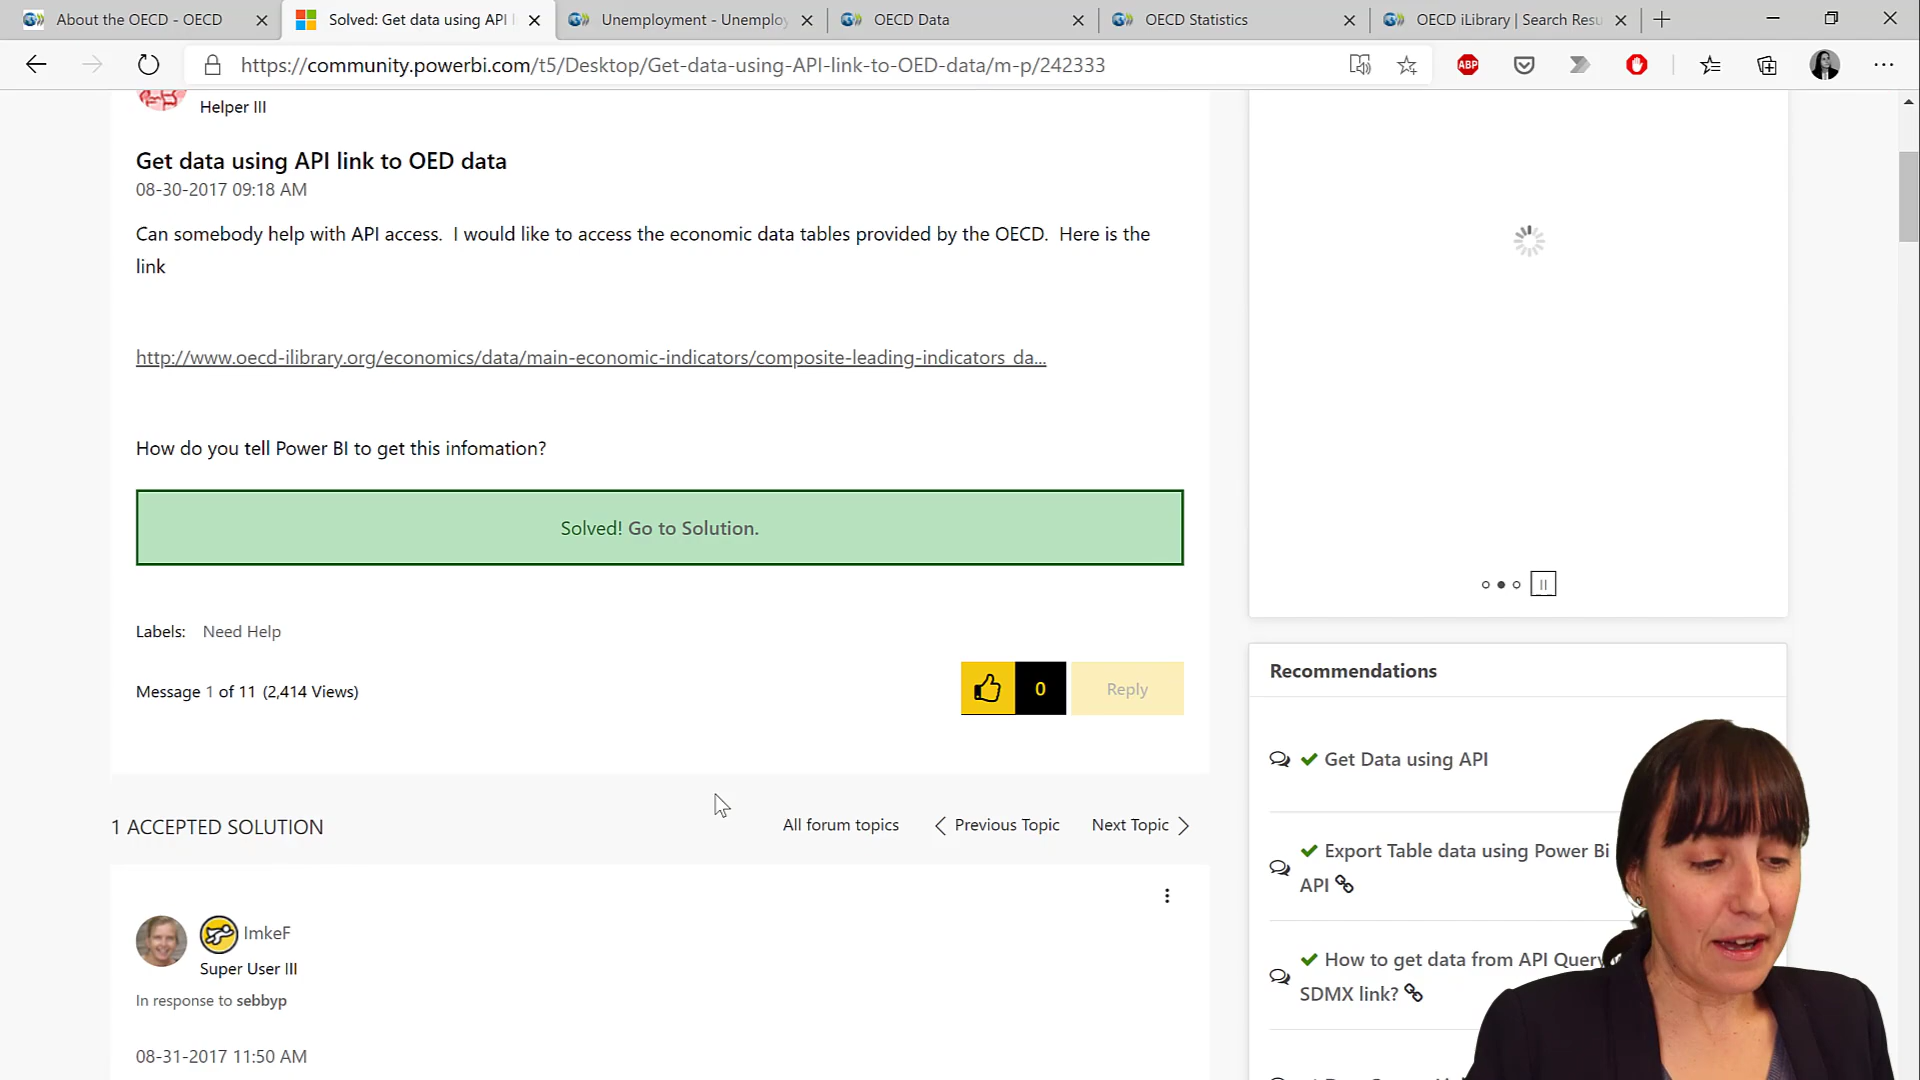 About the OECD - OECD
Solved: Get data using API l
Unemployment - Unemploy
OECD Data
OECD Statistics
OECD iLibrary | Search Resu
https://community.powerbi.com/t5/Desktop/Get-data-using-API-link-to-OED-data/m-p/242333
ABP
Helper III
Get data using API link to OED data
08-30-2017 09:18 AM
Can somebody help with API access. I would like to access the economic data tables provided by the OECD. Here is the
link
http://www.oecd-ilibrary.org/economics/data/main-economic-indicators/composite-leading-indicators_da...
How do you tell Power BI to get this infomation?
Solved! Go to Solution.
Labels: Need Help
Message 1 of 11 (2,414 Views)
0
Reply
1 ACCEPTED SOLUTION
All forum topics
Previous Topic
Next Topic
ImkeF
Super User III
In response to sebbyp
08-31-2017 11:50 AM
Recommendations
Get Data using API
Export Table data using Power Bi
API
How to get data from API Query
SDMX link?